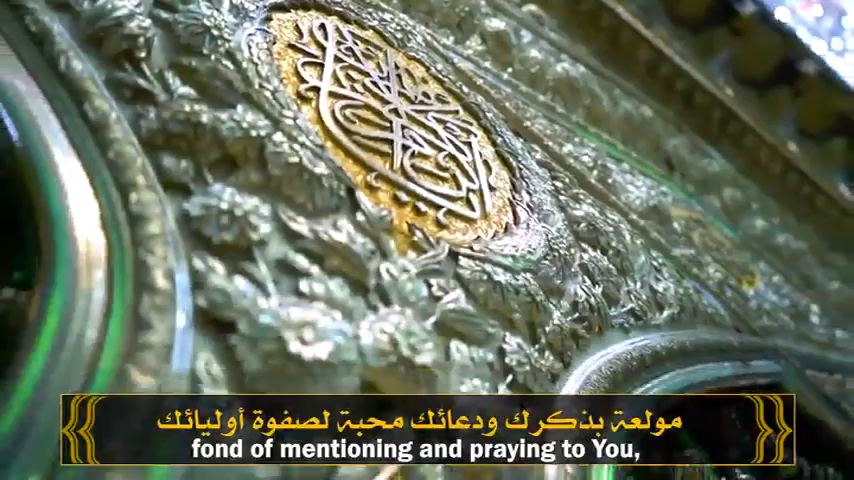 مولعة بذكرك ودعائك محبة لصفوة أوليائك
fond of mentioning and praying to You,